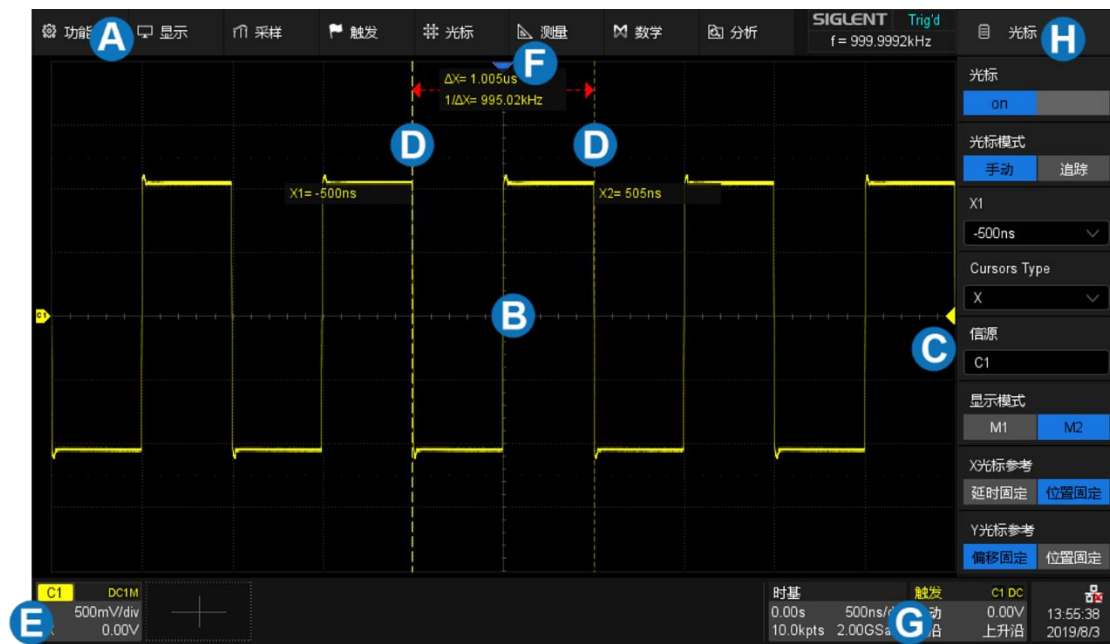 功能 显示 采样 触发 光标 测量 数学 分析
A
SIGLENT Trig'd
f = 999.9992kHz
光标
H
F
ΔX= 1.005us
1/ΔX= 995.02kHz
D D
X1= -500ns
X2= 505ns
B
C
C1
光标
on
光标模式
手动 追踪
X1
-500ns
Cursors Type
X
信源
C1
显示模式
M1 M2
X光标参考
延时固定 位置固定
Y光标参考
偏移固定 位置固定
C1 DC1M
500mV/div
0.00V
E
时基
0.00s 500ns/
10.0kpts 2.00GSa
G
触发 C1 DC
动 0.00V
沿 上升沿
13:55:38
2019/8/3